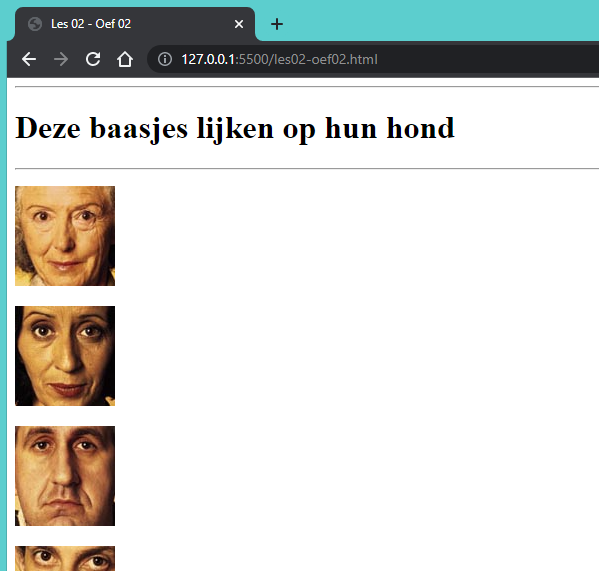 Les 02 - Oef 02
127.0.0.1:5500/les02-oef02.html
Deze baasjes lijken op hun hond